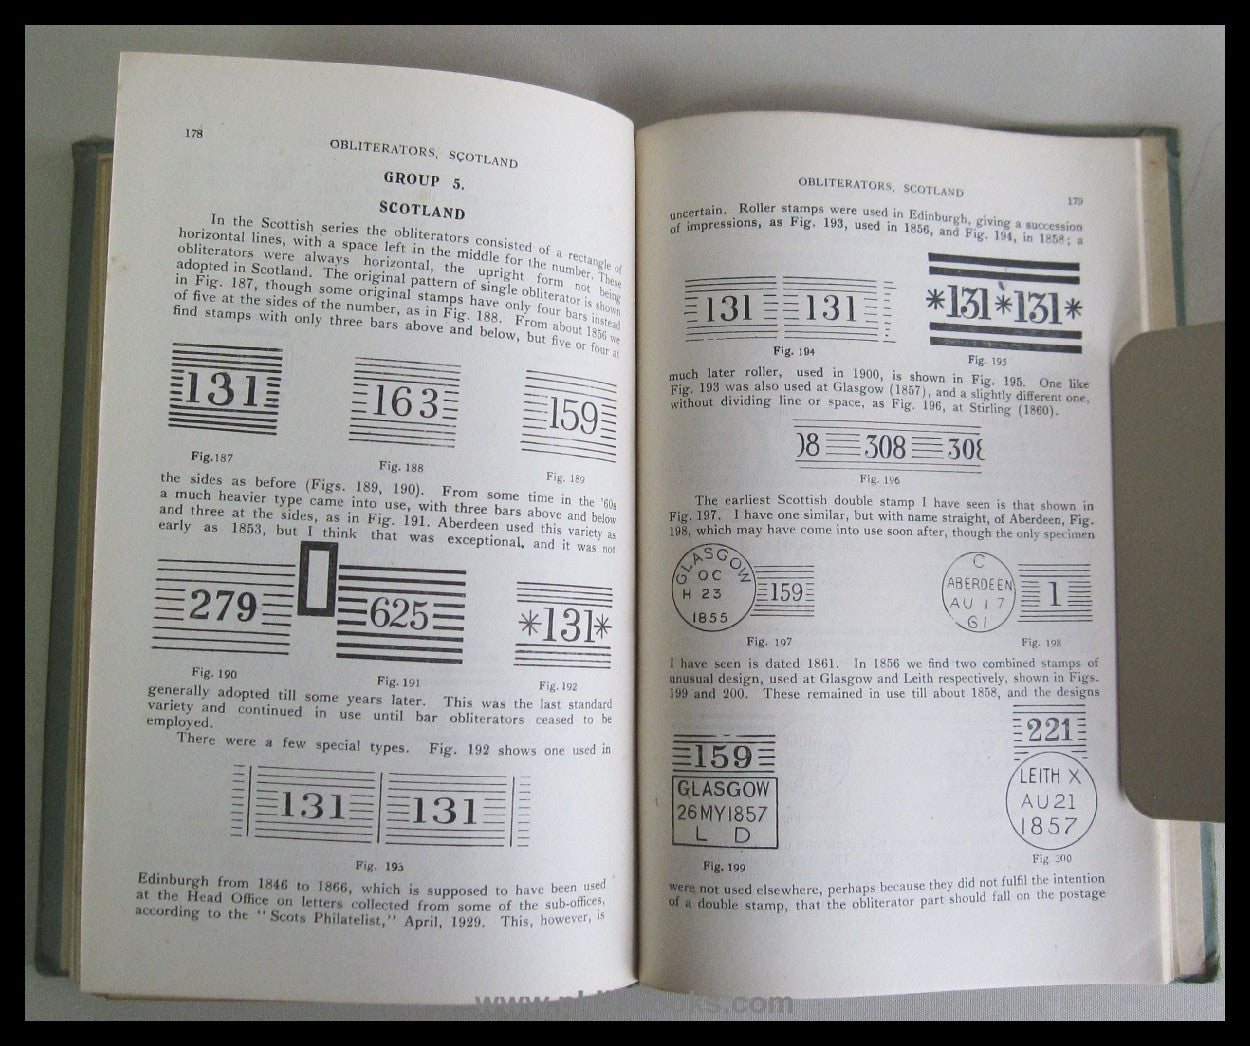 178
OBLITERATORS, SCOTLAND
GROUP 5.
SCOTLAND
In the Scottish series the obliterators consisted of a rectangle of
horizontal lines, with a space left in the middle for the number. These
obliterators were always horizontal, the upright form not being
adopted in Scotland. The original pattern of single obliterator is shown
in Fig. 187, though some original stamps have only four bars instead
of five at the sides of the number, as in Fig. 188. From about 1856 we
find stamps with only three bars above and below, but five or four at
131
163
159
Fig.187
Fig. 188
Fig. 189
the sides as before (Figs. 189, 190). From some time in the '60s
a much heavier type came into use, with three bars above and below
and three at the sides, as in Fig. 191. Aberdeen used this variety as
early as 1853, but I think that was exceptional, and it was not
279
625
*131*
Fig. 190
Fig. 191
Fig. 192
generally adopted till some years later. This was the last standard
variety and continued in use until bar obliterators ceased to be
employed.
There were a few special types. Fig. 192 shows one used in
131 131
Fig. 193
Edinburgh from 1846 to 1866, which is supposed to have been used
at the Head Office on letters collected from some of the sub-offices,
according to the "Scots Philatelist," April, 1929. This, however, is
OBLITERATORS, SCOTLAND
179
uncertain. Roller stamps were used in Edinburgh, giving a succession
of impressions, as Fig. 193, used in 1856, and Fig. 194, in 1858; a
131 131
*131*131*
Fig. 194
Fig. 195
much later roller, used in 1900, is shown in Fig. 195. One like
Fig. 193 was also used at Glasgow (1857), and a slightly different one,
without dividing line or space, as Fig. 196, at Stirling (1860).
08 308 308
Fig. 196
The earliest Scottish double stamp I have seen is that shown in
Fig. 197. I have one similar, but with name straight, of Aberdeen, Fig.
198, which may have come into use soon after, though the only specimen
GLASGOW
OC
H 23
1855
159
C
ABERDEEN
AU 17
61
1
Fig. 197
Fig. 198
I have seen is dated 1861. In 1856 we find two combined stamps of
unusual design, used at Glasgow and Leith respectively, shown in Figs.
199 and 200. These remained in use till about 1858, and the designs
159
GLASGOW
26MY1857
L D
221
LEITH X
AU21
1857
Fig. 199
Fig. 200
were not used elsewhere, perhaps because they did not fulfil the intention
of a double stamp, that the obliterator part should fall on the postage